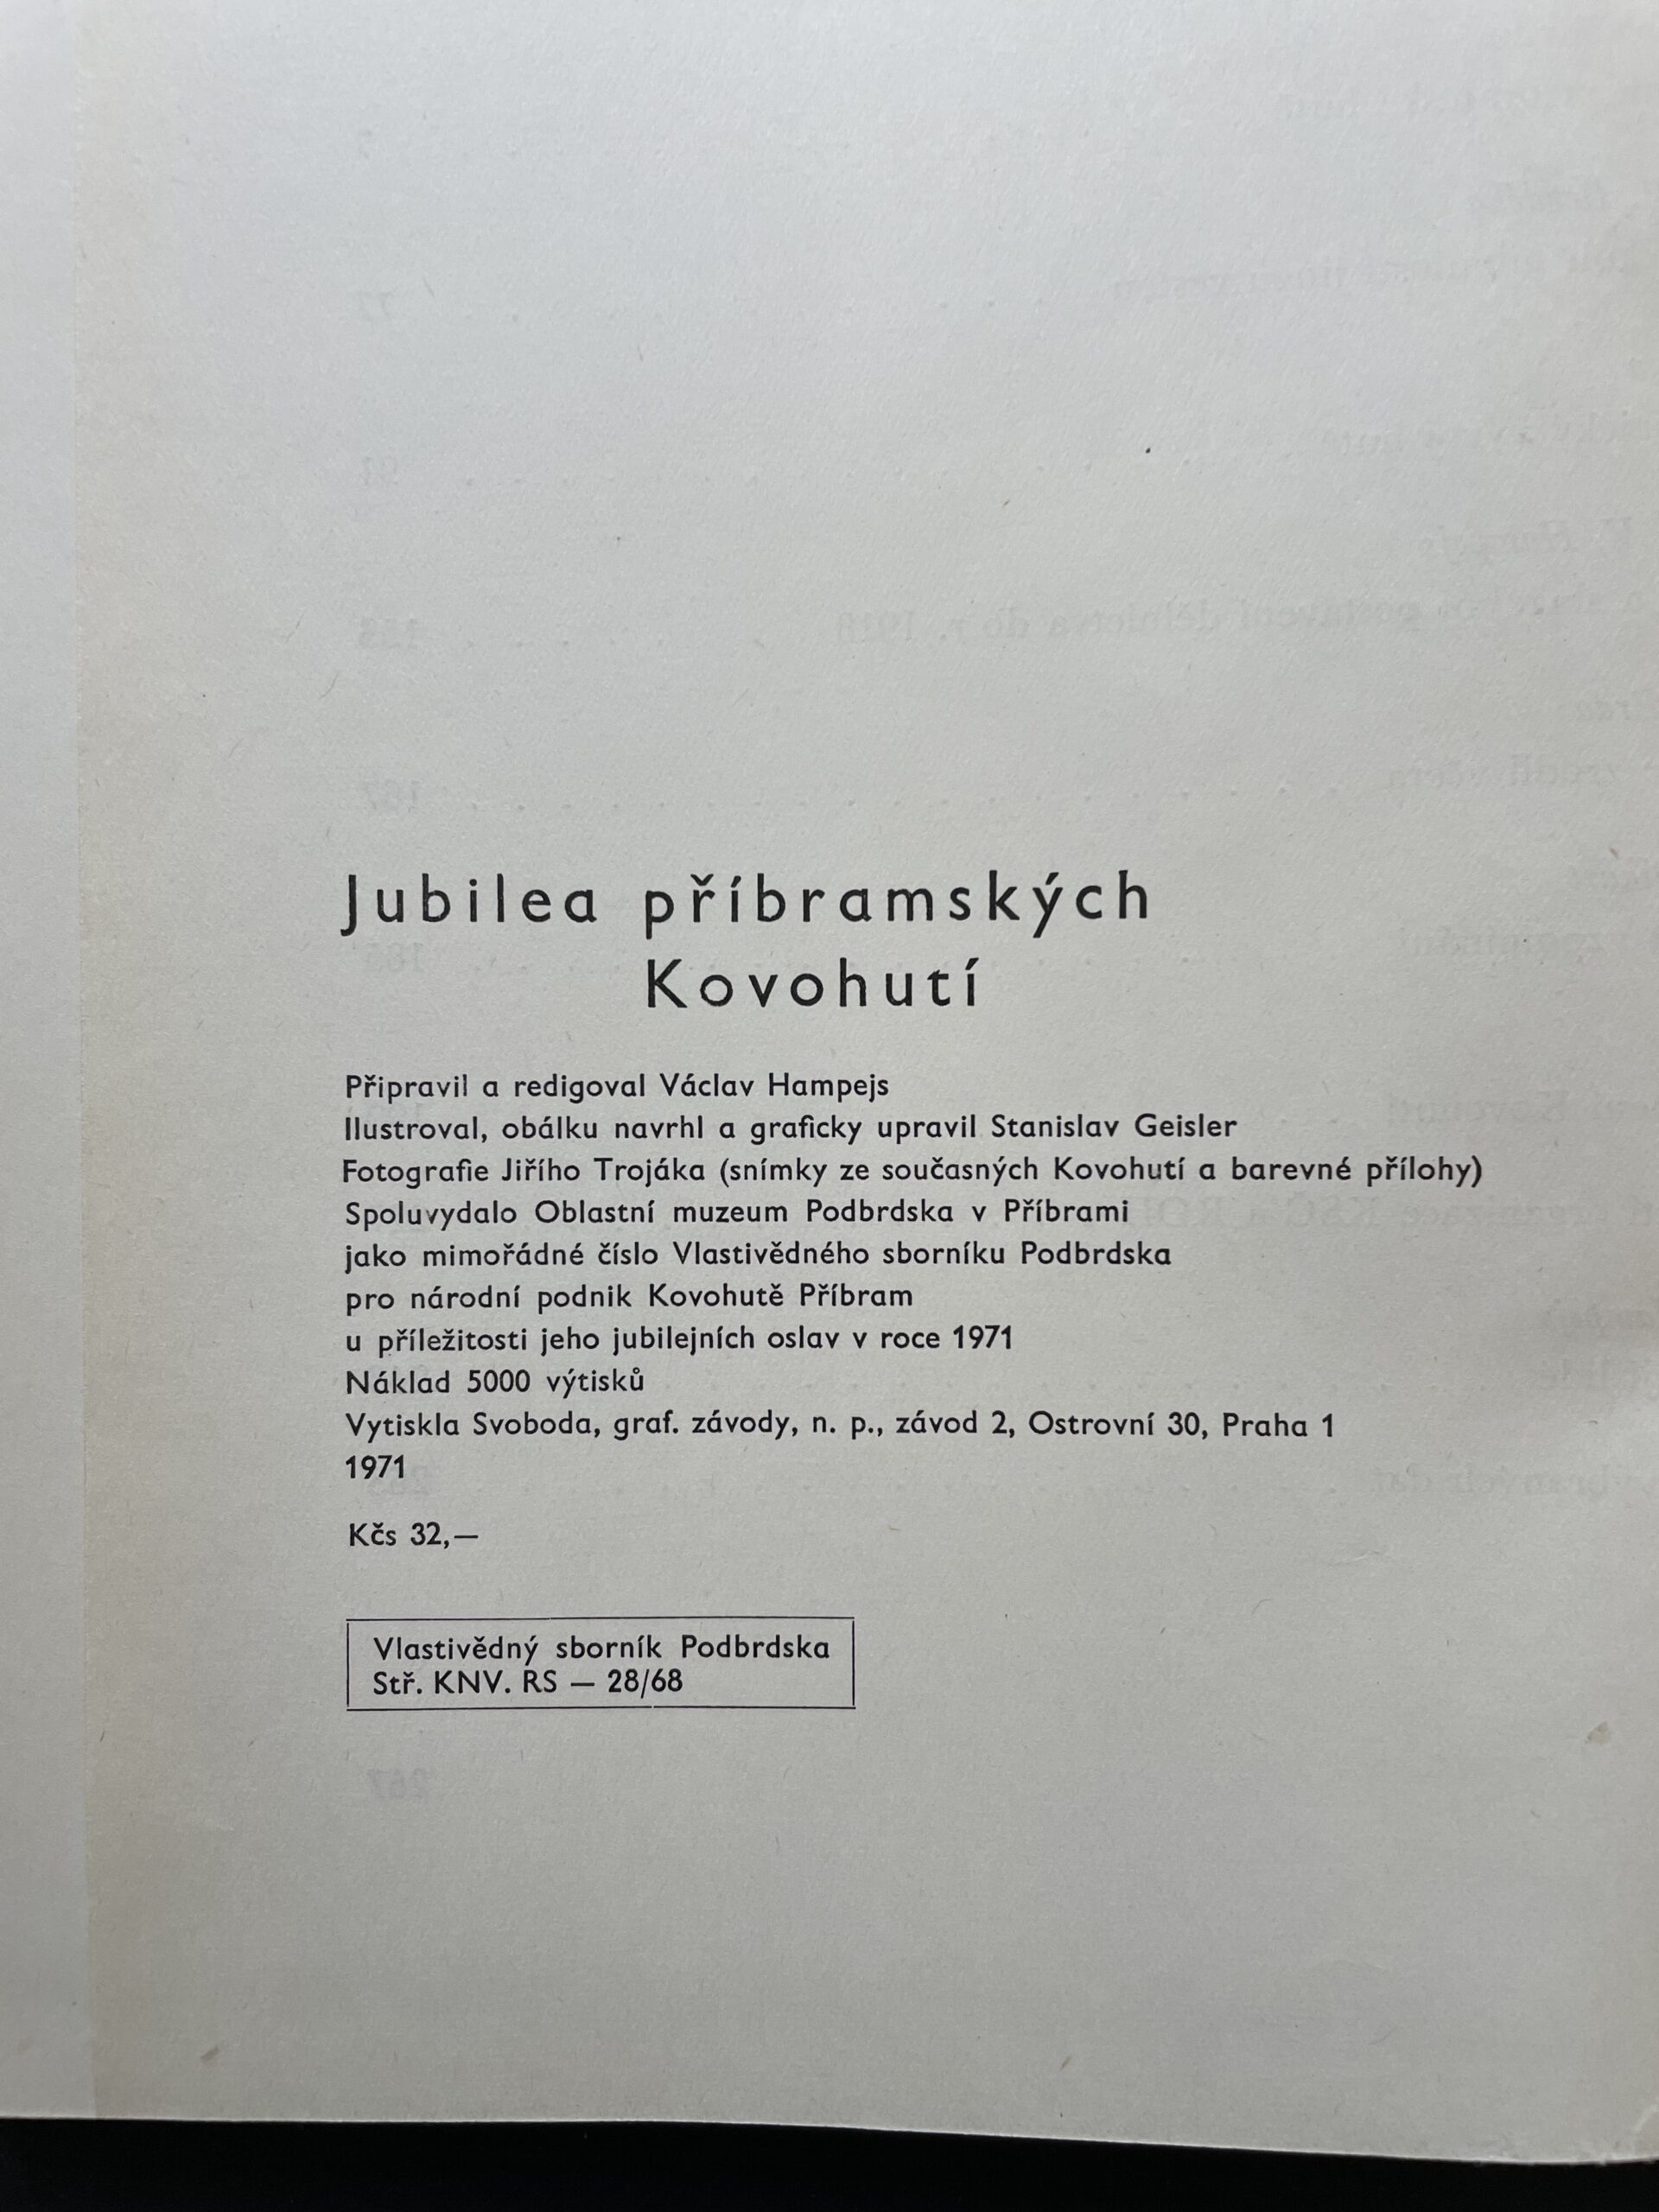 Jubilea příbramských
Kovohutí
Připravil a redigoval Václav Hampejs
Ilustroval, obálku navrhl a graficky upravil Stanislav Geisler
Fotografie Jiřího Trojáka (snímky ze současných Kovohutí a barevné přílohy)
Spoluvydalo Oblastní muzeum Podbrdska v Příbrami
jako mimořádné číslo Vlastivědného sborníku Podbrdska
pro národní podnik Kovohutě Příbram
u příležitosti jeho jubilejních oslav v roce 1971
Náklad 5000 výtisků
Vytiskla Svoboda, graf. závody, n. p., závod 2, Ostrovní 30, Praha 1
1971
Kčs 32,—
Vlastivědný sborník Podbrdska
Stř. KNV. RS — 28/68